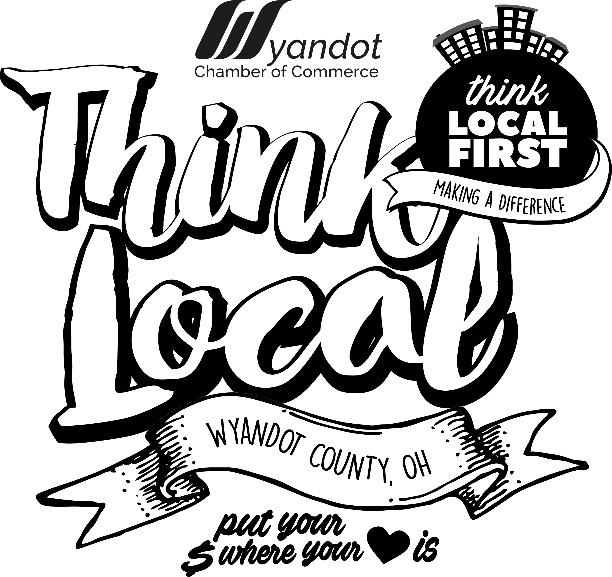 Wyandot
Chamber of Commerce
think
LOCAL
FIRST
MAKING A DIFFERENCE
Think
Local
WYANDOT COUNTY, OH
put your
$ where your ♥ is